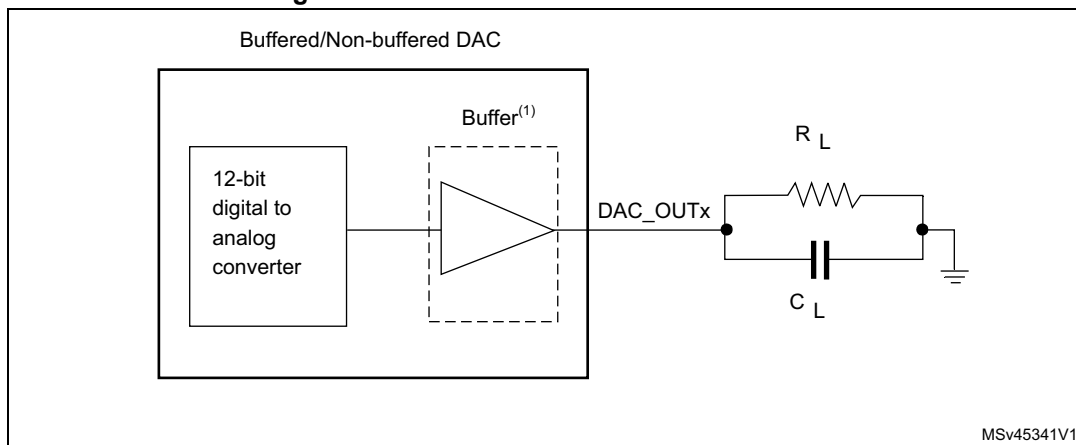 Buffered/Non-buffered DAC
Buffer(1)
12-bit
digital to
analog
converter
DAC_OUTx
R L
C L
MSv45341V1